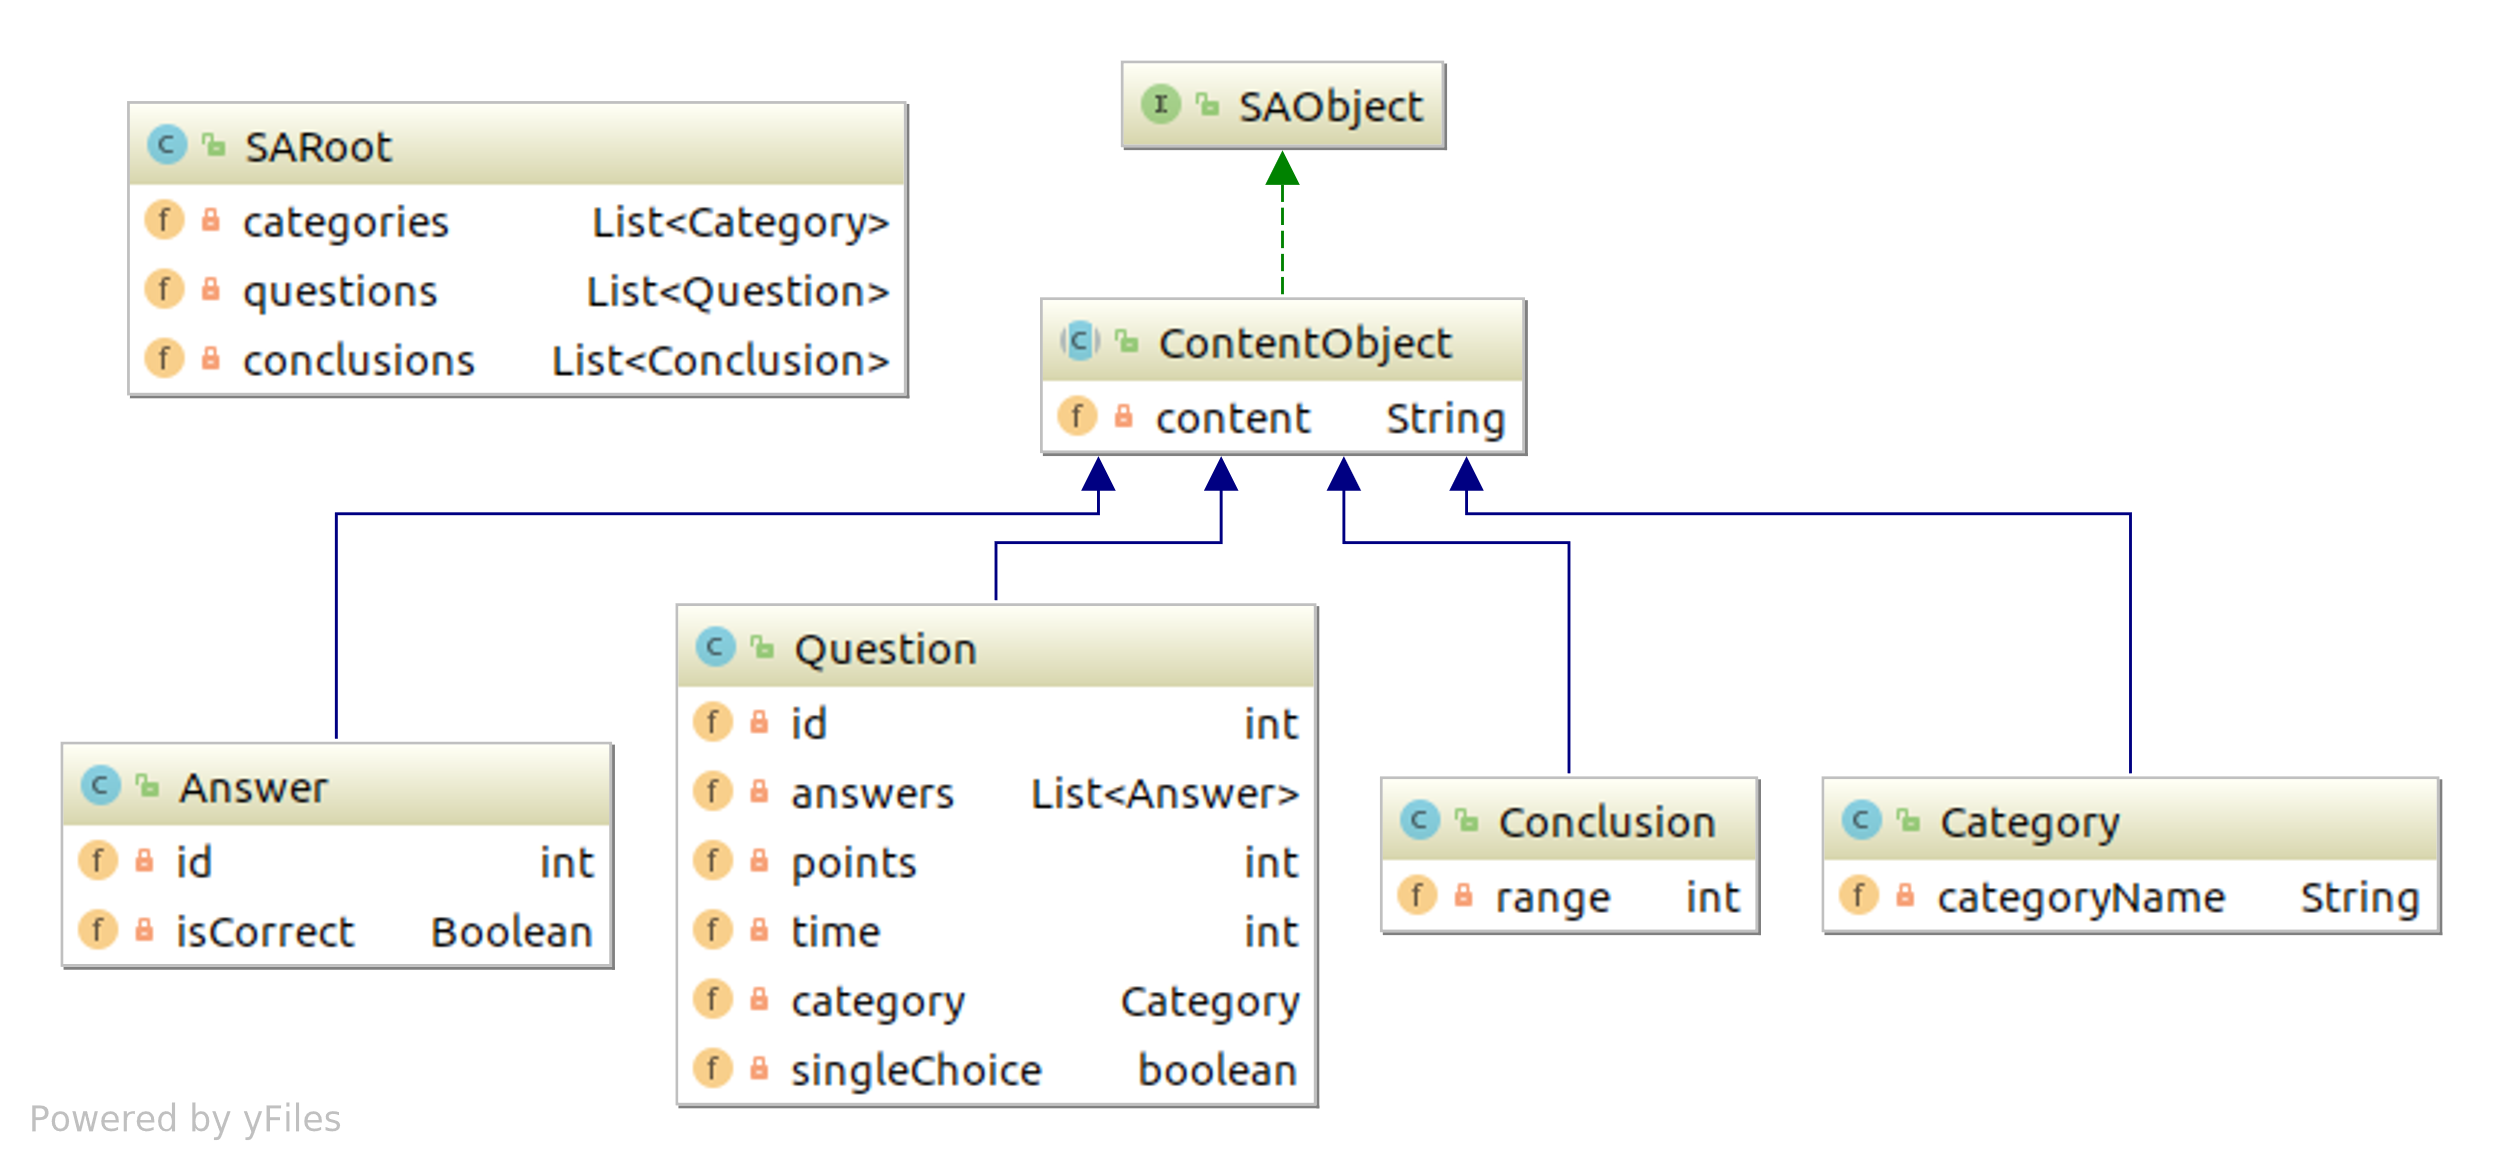 SARoot
categories List<Category>
questions List<Question>
conclusions List<Conclusion>
I SAObject
C ContentObject
f content String
C Answer
f id int
f isCorrect Boolean
C Question
f id int
f answers List<Answer>
f points int
f time int
f category Category
f singleChoice boolean
C Conclusion
f range int
C Category
f categoryName String
Powered by yFiles